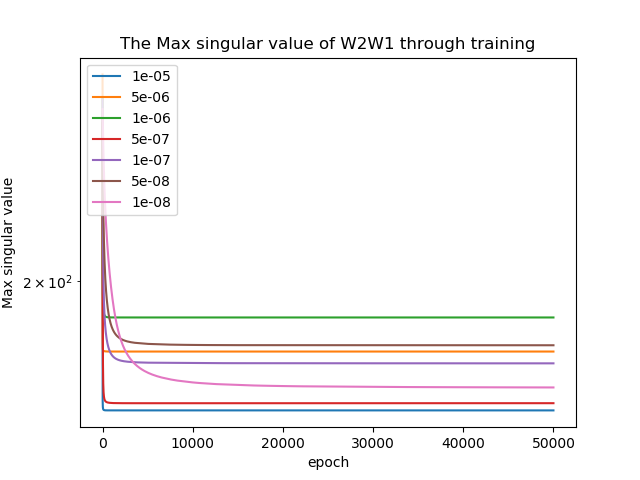 The Max singular value of W2W1 through training
1e-05
5e-06
1e-06
5e-07
1e-07
5e-08
1e-08
Max singular value
2 × 10²
0 10000 20000 30000 40000 50000
epoch